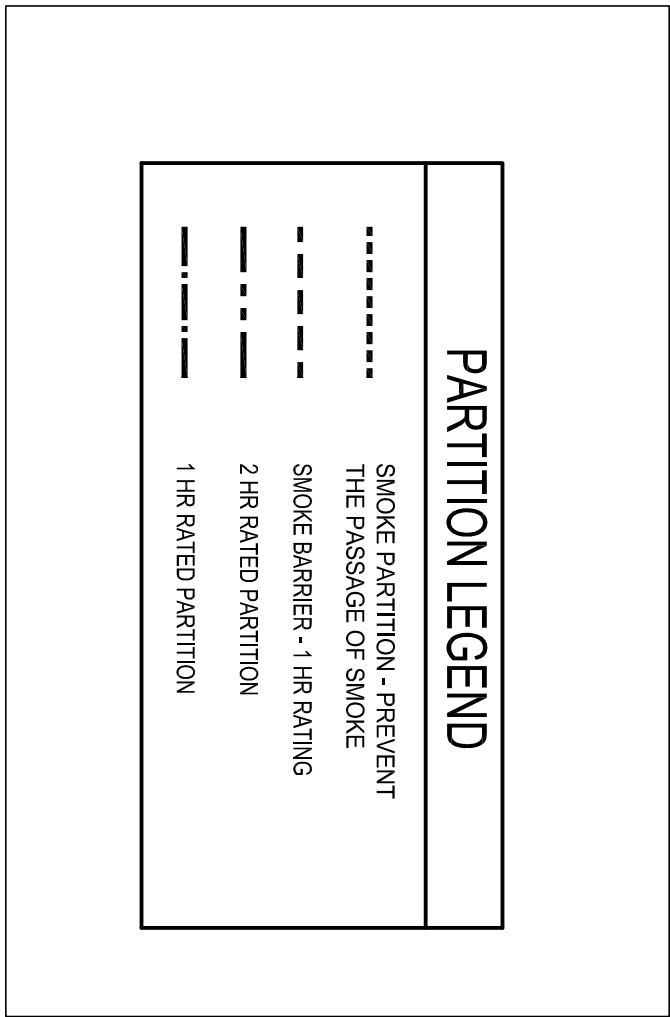 PARTITION LEGEND
SMOKE PARTITION - PREVENT
THE PASSAGE OF SMOKE
SMOKE BARRIER - 1 HR RATING
2 HR RATED PARTITION
1 HR RATED PARTITION